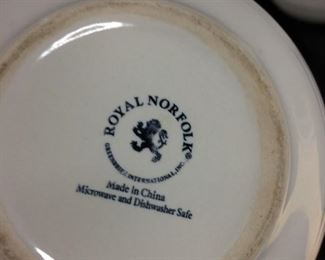 ROYAL NORFOLK®
GREENBRIER INTERNATIONAL, INC.
Made in China
Microwave and Dishwasher Safe